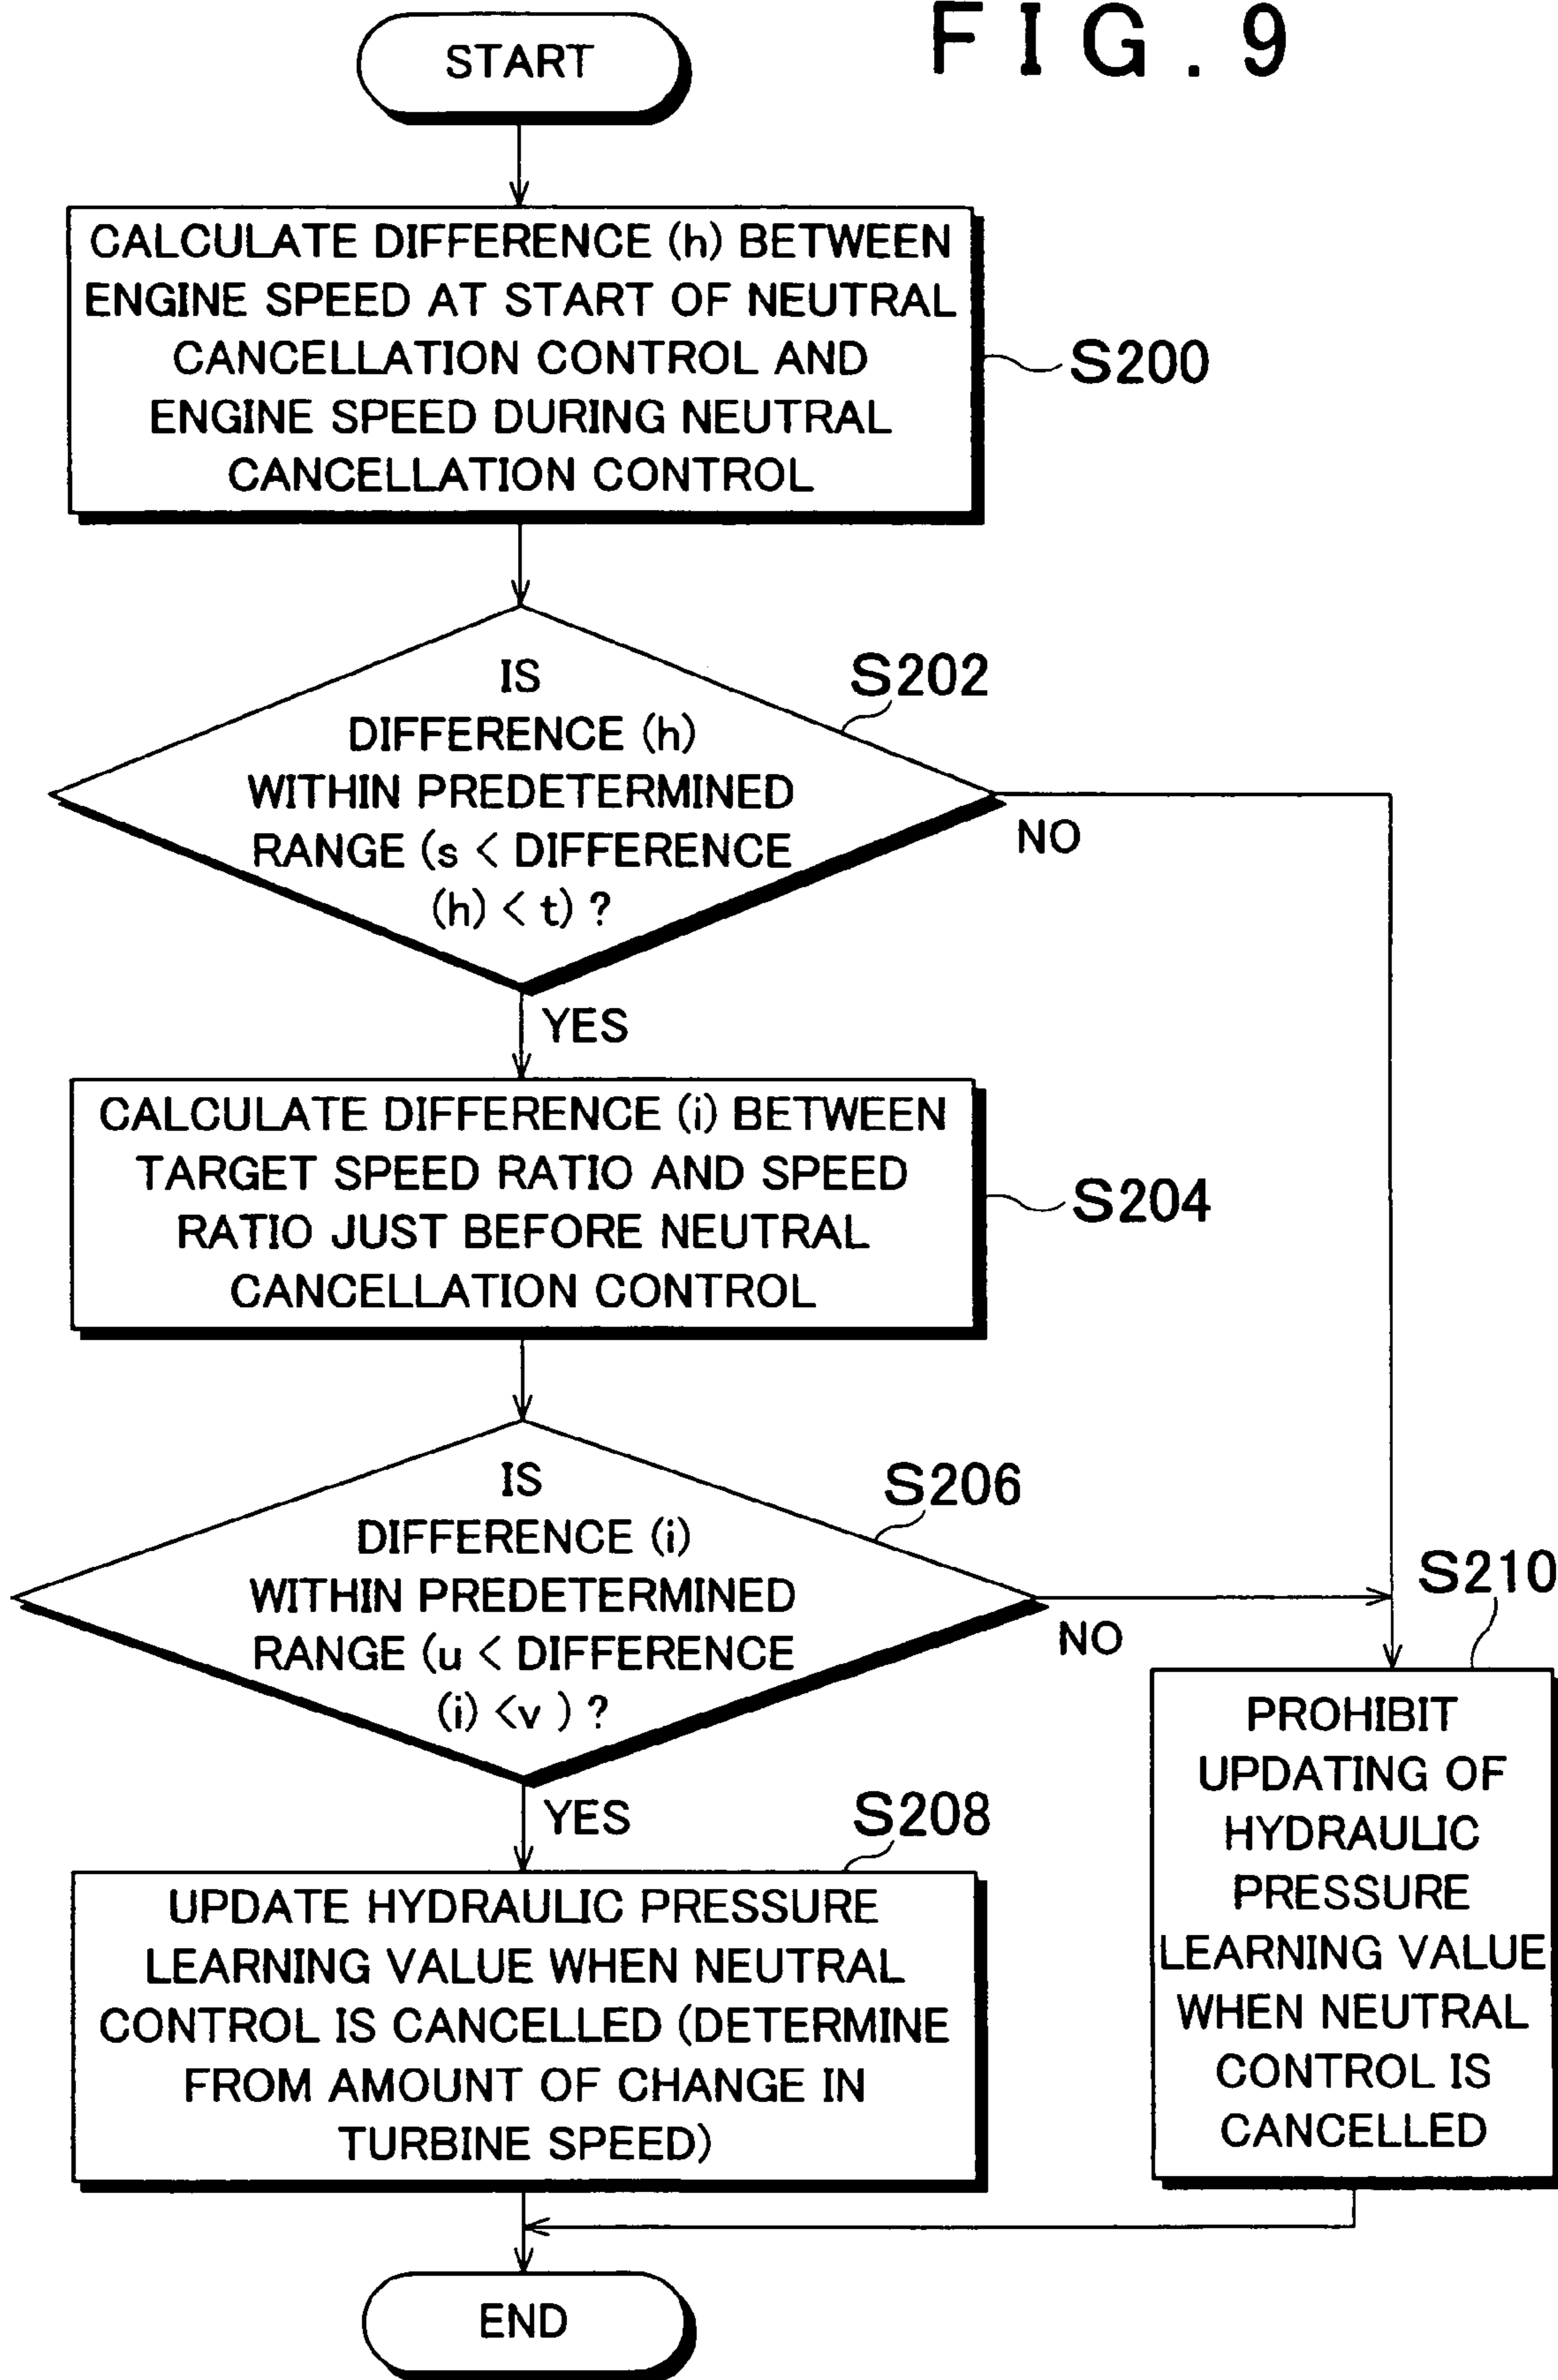 FIG. 9
START
CALCULATE DIFFERENCE (h) BETWEEN
ENGINE SPEED AT START OF NEUTRAL
CANCELLATION CONTROL AND
ENGINE SPEED DURING NEUTRAL
CANCELLATION CONTROL
S200
IS
DIFFERENCE (h)
WITHIN PREDETERMINED
RANGE (s < DIFFERENCE
(h) < t) ?
S202
NO
YES
CALCULATE DIFFERENCE (i) BETWEEN
TARGET SPEED RATIO AND SPEED
RATIO JUST BEFORE NEUTRAL
CANCELLATION CONTROL
S204
IS
DIFFERENCE (i)
WITHIN PREDETERMINED
RANGE (u < DIFFERENCE
(i) <v ) ?
S206
NO
YES
UPDATE HYDRAULIC PRESSURE
LEARNING VALUE WHEN NEUTRAL
CONTROL IS CANCELLED (DETERMINE
FROM AMOUNT OF CHANGE IN
TURBINE SPEED)
S208
S210
PROHIBIT
UPDATING OF
HYDRAULIC
PRESSURE
LEARNING VALUE
WHEN NEUTRAL
CONTROL IS
CANCELLED
END